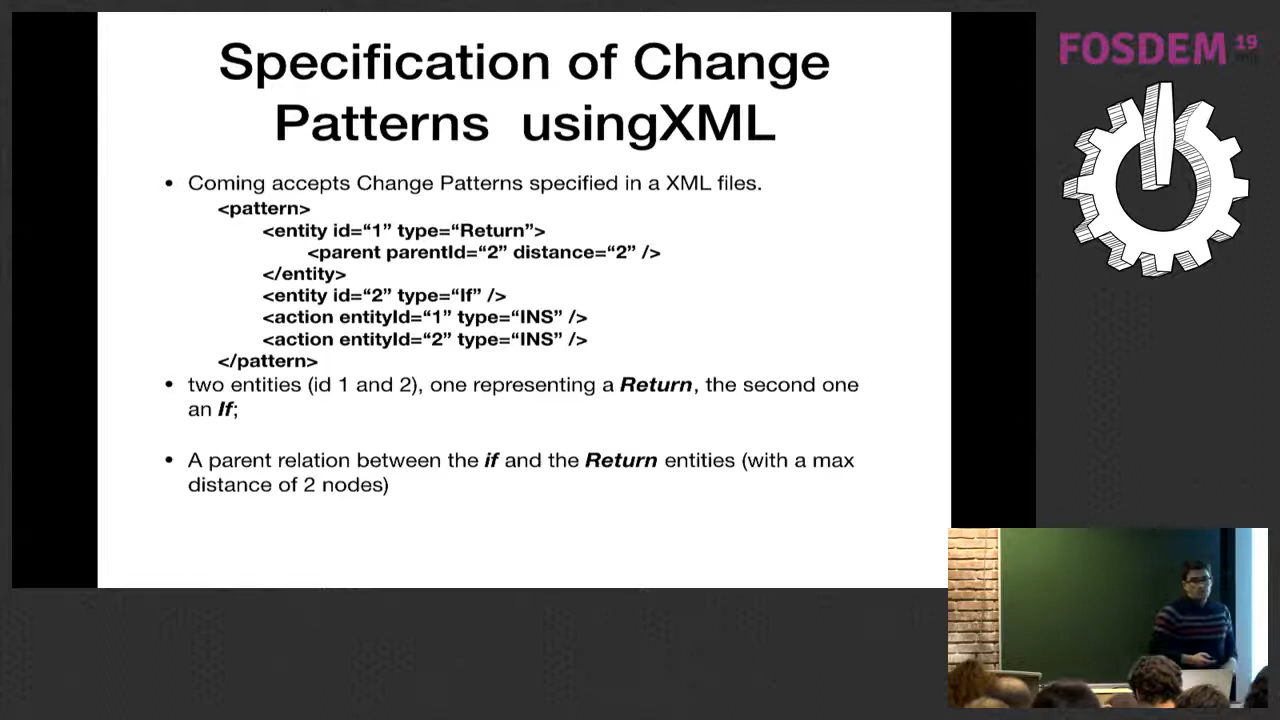 Specification of Change
Patterns usingXML
• Coming accepts Change Patterns specified in a XML files.
<pattern>
<entity id=“1” type=“Return”>
<parent parentId=“2” distance=“2” />
</entity>
<entity id=“2” type=“If” />
<action entityId=“1” type=“INS” />
<action entityId=“2” type=“INS” />
</pattern>
• two entities (id 1 and 2), one representing a Return, the second one
an If;
• A parent relation between the if and the Return entities (with a max
distance of 2 nodes)
FOSDEM 19